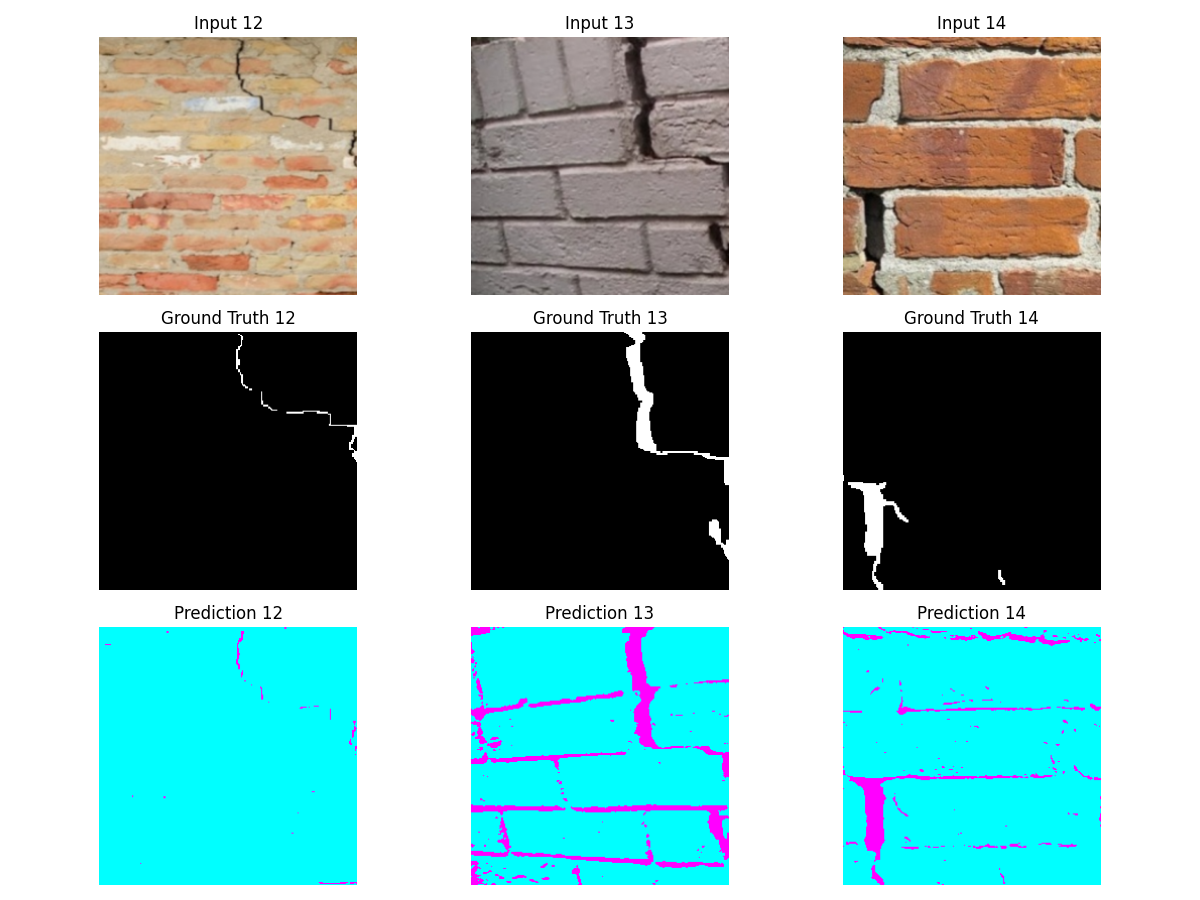 Input 12
Input 13
Input 14
Ground Truth 12
Ground Truth 13
Ground Truth 14
Prediction 12
Prediction 13
Prediction 14